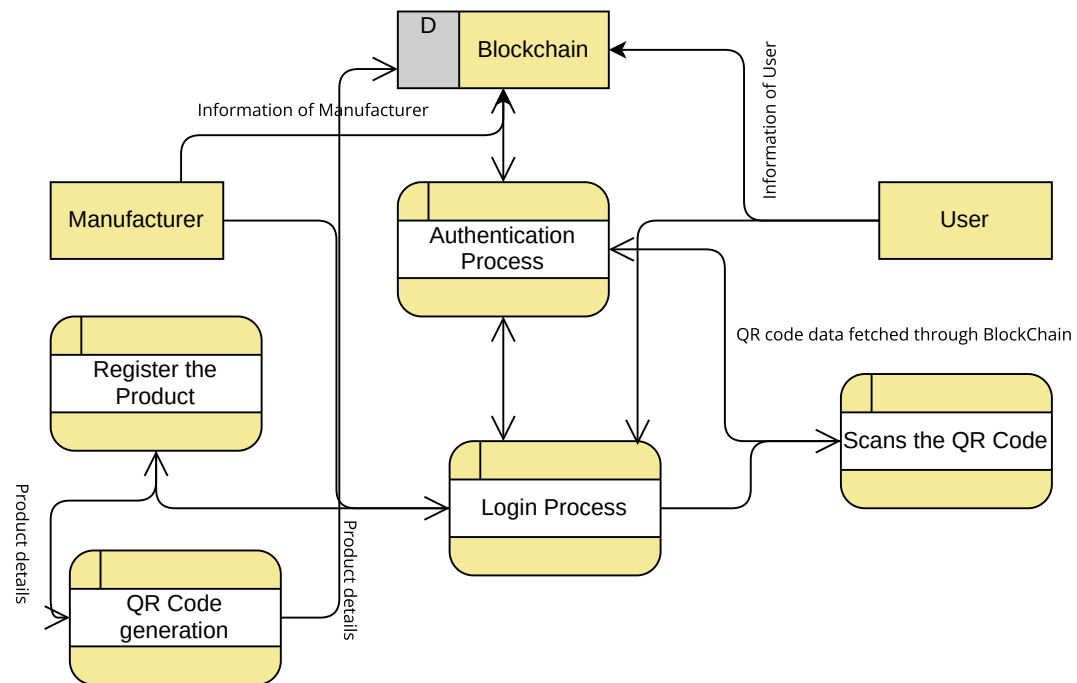 D
Blockchain
Information of Manufacturer
Information of User
Manufacturer
Authentication
Process
User
QR code data fetched through BlockChain
Register the
Product
Scans the QR Code
Login Process
Product details
Product details
QR Code
generation